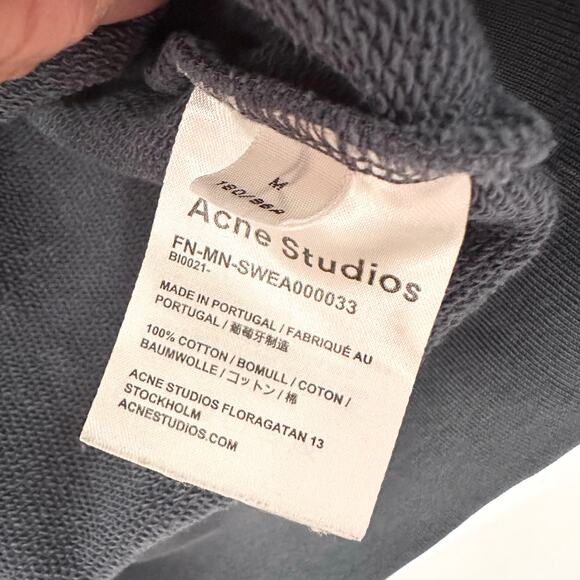 M
180/96A
Acne Studios
FN-MN-SWEA000033
BI0021-
MADE IN PORTUGAL / FABRIQUÉ AU
PORTUGAL / 葡萄牙制造
100% COTTON / BOMULL / COTON /
BAUMWOLLE / コットン / 棉
ACNE STUDIOS FLORAGATAN 13
STOCKHOLM
ACNESTUDIOS.COM